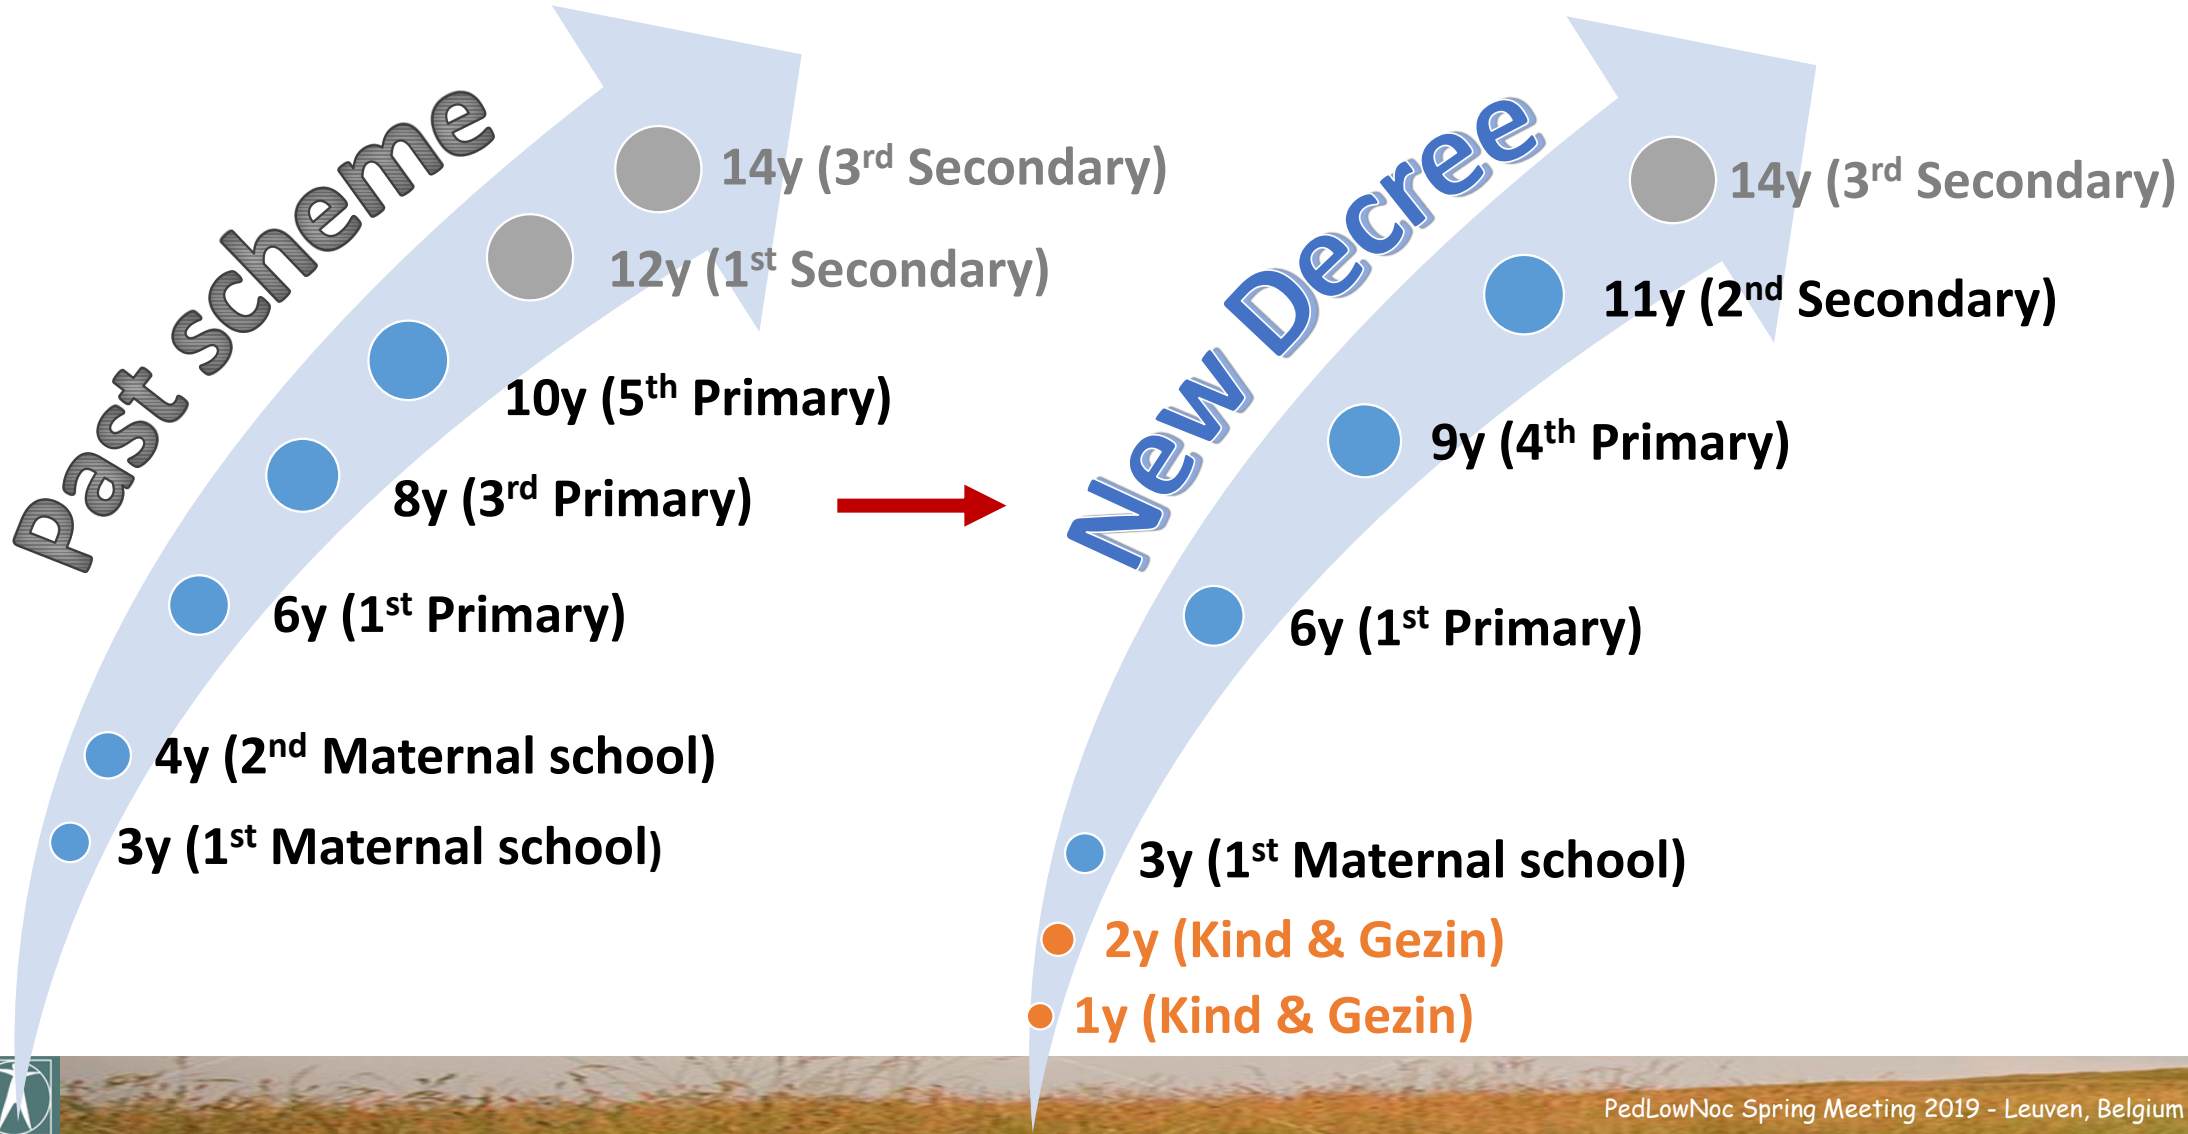 Past scheme
14y (3rd Secondary)
12y (1st Secondary)
10y (5th Primary)
8y (3rd Primary)
6y (1st Primary)
4y (2nd Maternal school)
3y (1st Maternal school)
New Decree
14y (3rd Secondary)
11y (2nd Secondary)
9y (4th Primary)
6y (1st Primary)
3y (1st Maternal school)
2y (Kind & Gezin)
1y (Kind & Gezin)
PedLowNoc Spring Meeting 2019 - Leuven, Belgium